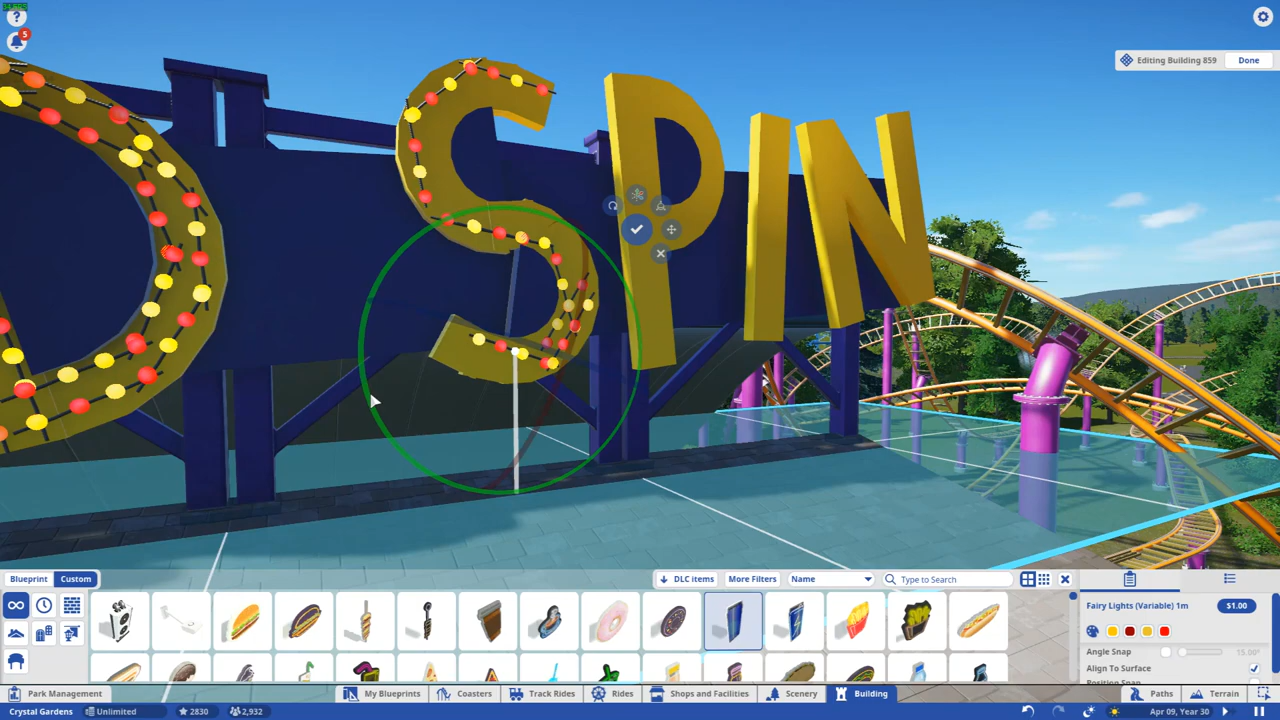 ?
5
Editing Building 859 Done
D SPIN
Blueprint Custom
DLC items More Filters Name Type to Search
Fairy Lights (Variable) 1m $1.00
Angle Snap 15.00°
Align To Surface
Park Management My Blueprints Coasters Track Rides Rides Shops and Facilities Scenery Building Paths Terrain
Crystal Gardens Unlimited 2830 2,932 Apr 09, Year 30